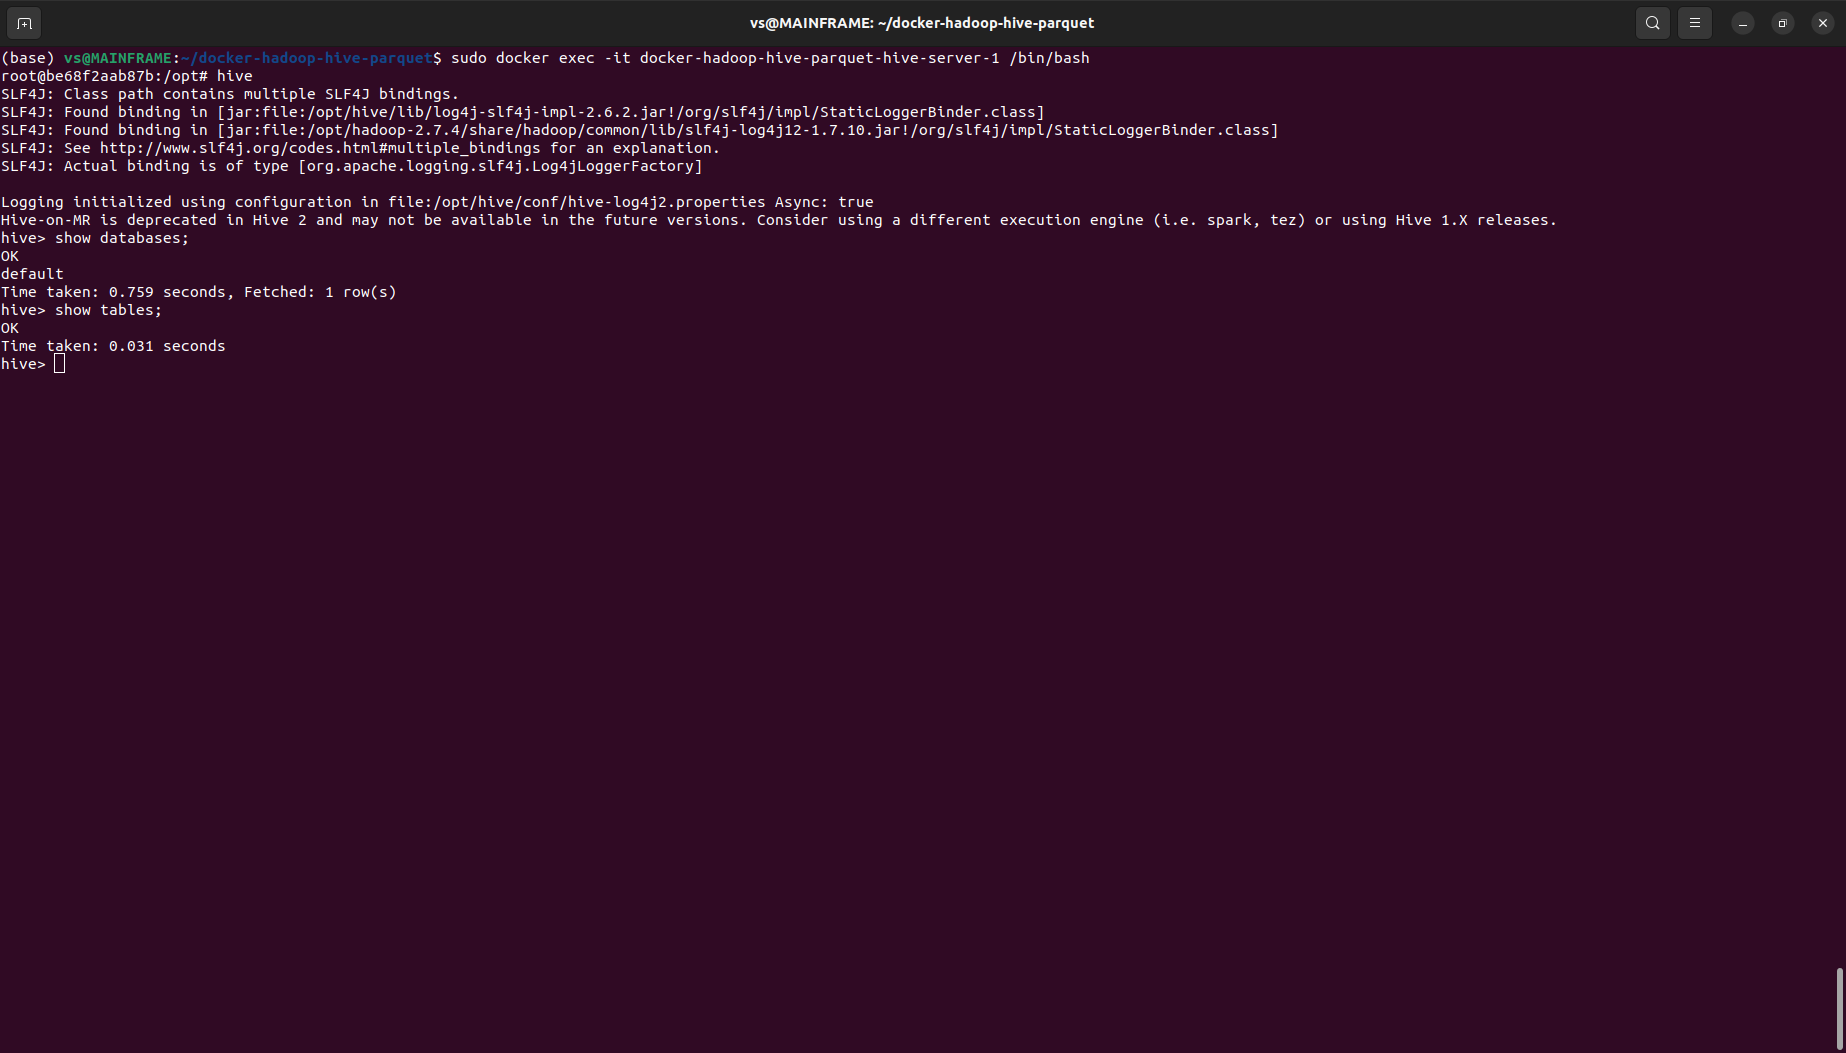 vs@MAINFRAME: ~/docker-hadoop-hive-parquet
(base) vs@MAINFRAME:~/docker-hadoop-hive-parquet$ sudo docker exec -it docker-hadoop-hive-parquet-hive-server-1 /bin/bash
root@be68f2aab87b:/opt# hive
SLF4J: Class path contains multiple SLF4J bindings.
SLF4J: Found binding in [jar:file:/opt/hive/lib/log4j-slf4j-impl-2.6.2.jar!/org/slf4j/impl/StaticLoggerBinder.class]
SLF4J: Found binding in [jar:file:/opt/hadoop-2.7.4/share/hadoop/common/lib/slf4j-log4j12-1.7.10.jar!/org/slf4j/impl/StaticLoggerBinder.class]
SLF4J: See http://www.slf4j.org/codes.html#multiple_bindings for an explanation.
SLF4J: Actual binding is of type [org.apache.logging.slf4j.Log4jLoggerFactory]
Logging initialized using configuration in file:/opt/hive/conf/hive-log4j2.properties Async: true
Hive-on-MR is deprecated in Hive 2 and may not be available in the future versions. Consider using a different execution engine (i.e. spark, tez) or using Hive 1.X releases.
hive> show databases;
OK
default
Time taken: 0.759 seconds, Fetched: 1 row(s)
hive> show tables;
OK
Time taken: 0.031 seconds
hive>